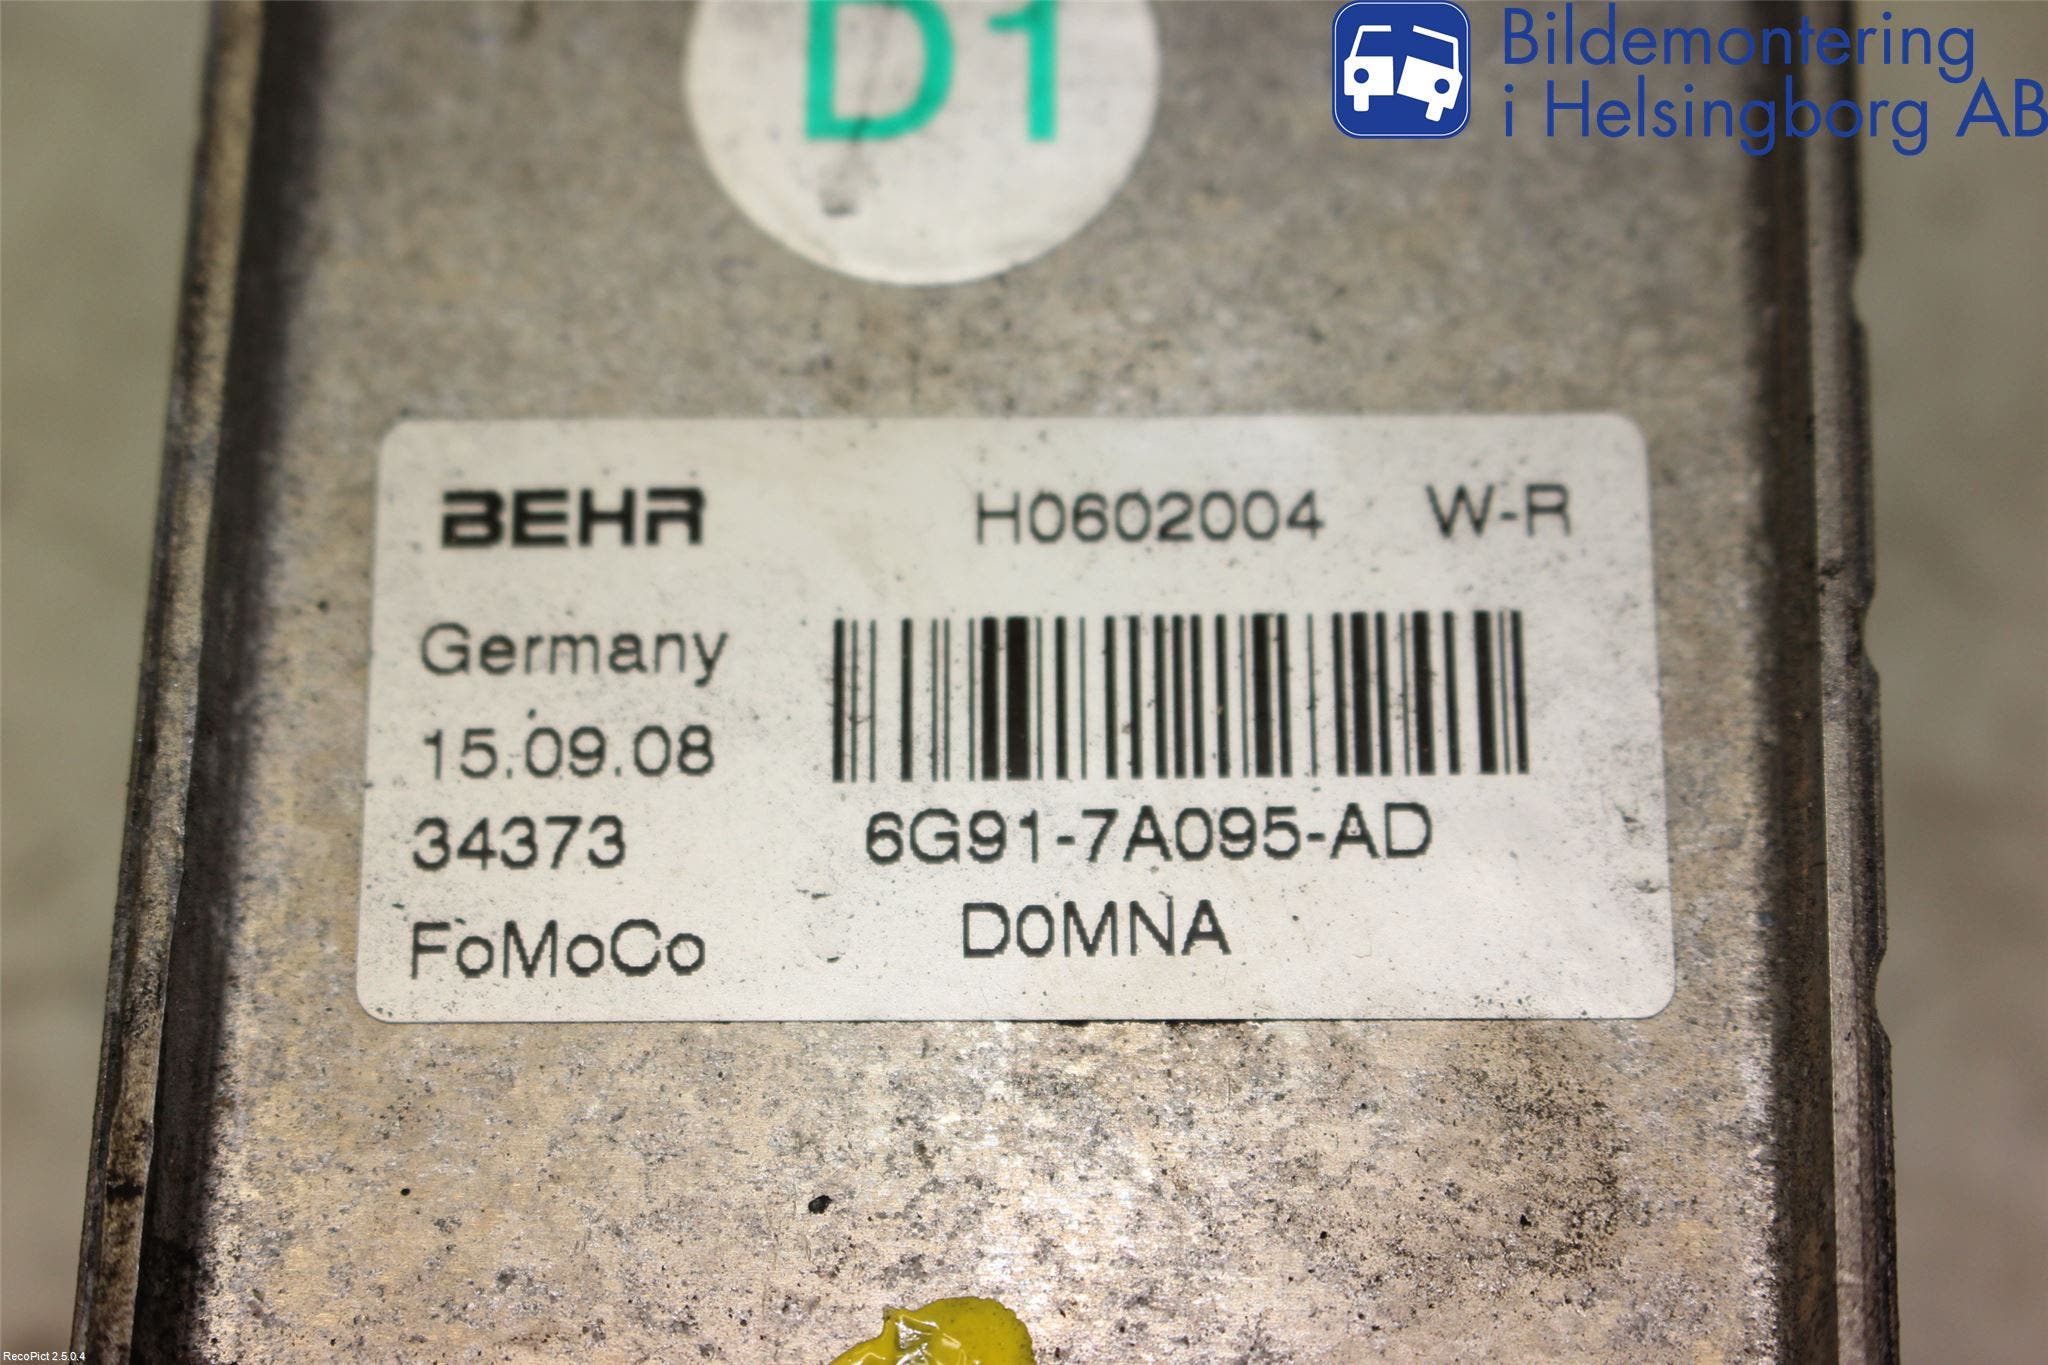 D1
Bildemontering
i Helsingborg AB
BEHR H0602004 W-R
Germany
15.09.08
34373 6G91-7A095-AD
FoMoCo D0MNA
RecoPict 2.5.0.4